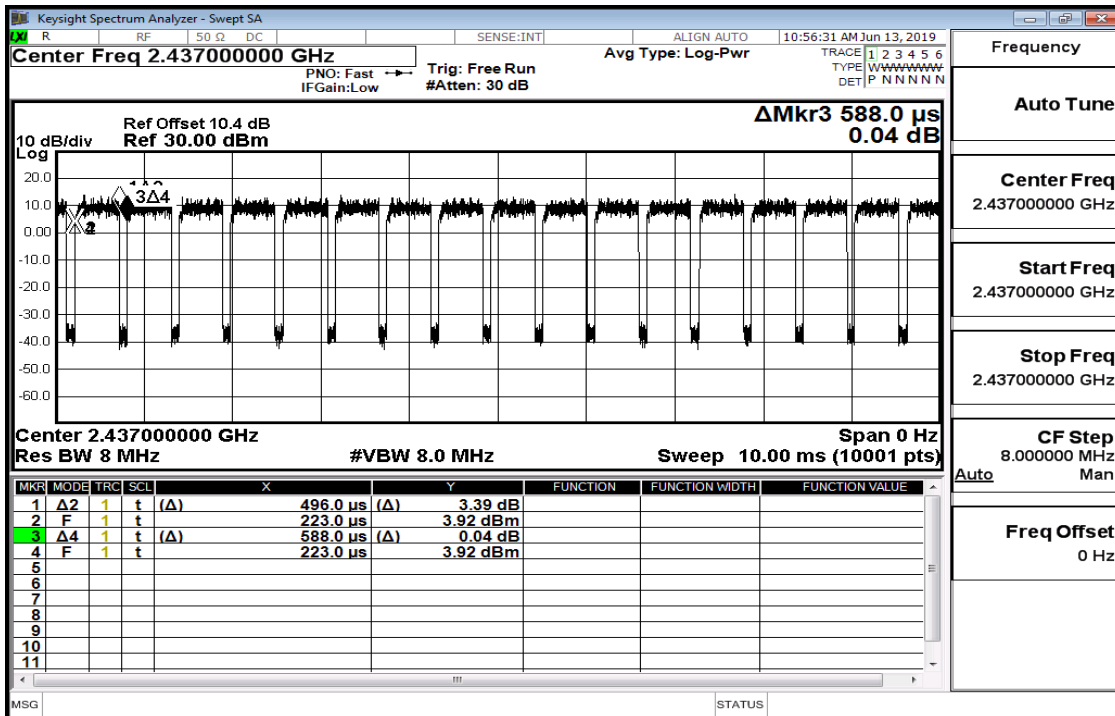 Keysight Spectrum Analyzer - Swept SA
LXI R RF 50 Ω DC SENSE:INT ALIGN AUTO 10:56:31 AM Jun 13, 2019
Center Freq 2.437000000 GHz
PNO: Fast
IFGain:Low
Trig: Free Run
#Atten: 30 dB
Avg Type: Log-Pwr
TRACE 1 2 3 4 5 6
TYPE WWWWWW
DET P N N N N N
ΔMkr3 588.0 µs
0.04 dB
Ref Offset 10.4 dB
10 dB/div Ref 30.00 dBm
Log
20.0
10.0
0.00
-10.0
-20.0
-30.0
-40.0
-50.0
-60.0
3Δ4
Center 2.437000000 GHz Span 0 Hz
Res BW 8 MHz #VBW 8.0 MHz Sweep 10.00 ms (10001 pts)
MKR MODE TRC SCL X Y FUNCTION FUNCTION WIDTH FUNCTION VALUE
1 Δ2 1 t (Δ) 496.0 µs (Δ) 3.39 dB
2 F 1 t 223.0 µs 3.92 dBm
3 Δ4 1 t (Δ) 588.0 µs (Δ) 0.04 dB
4 F 1 t 223.0 µs 3.92 dBm
5
6
7
8
9
10
11
MSG STATUS
Frequency
Auto Tune
Center Freq
2.437000000 GHz
Start Freq
2.437000000 GHz
Stop Freq
2.437000000 GHz
CF Step
8.000000 MHz
Auto Man
Freq Offset
0 Hz